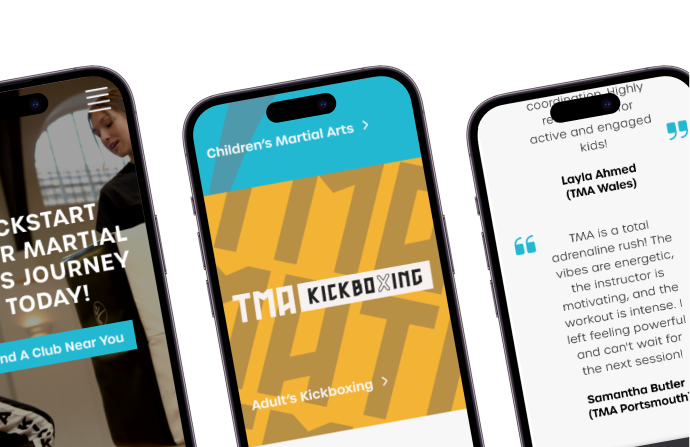 CKSTART
R MARTIAL
S JOURNEY
TODAY!
nd A Club Near You
Children's Martial Arts
TMA KICKBOXING
Adult's Kickboxing
coordination. Highly
re or
active and engaged
kids!
Layla Ahmed
(TMA Wales)
TMA is a total
adrenaline rush! The
vibes are energetic,
the instructor is
motivating, and the
workout is intense. I
left feeling powerful
and can't wait for
the next session!
Samantha Butler
(TMA Portsmouth)